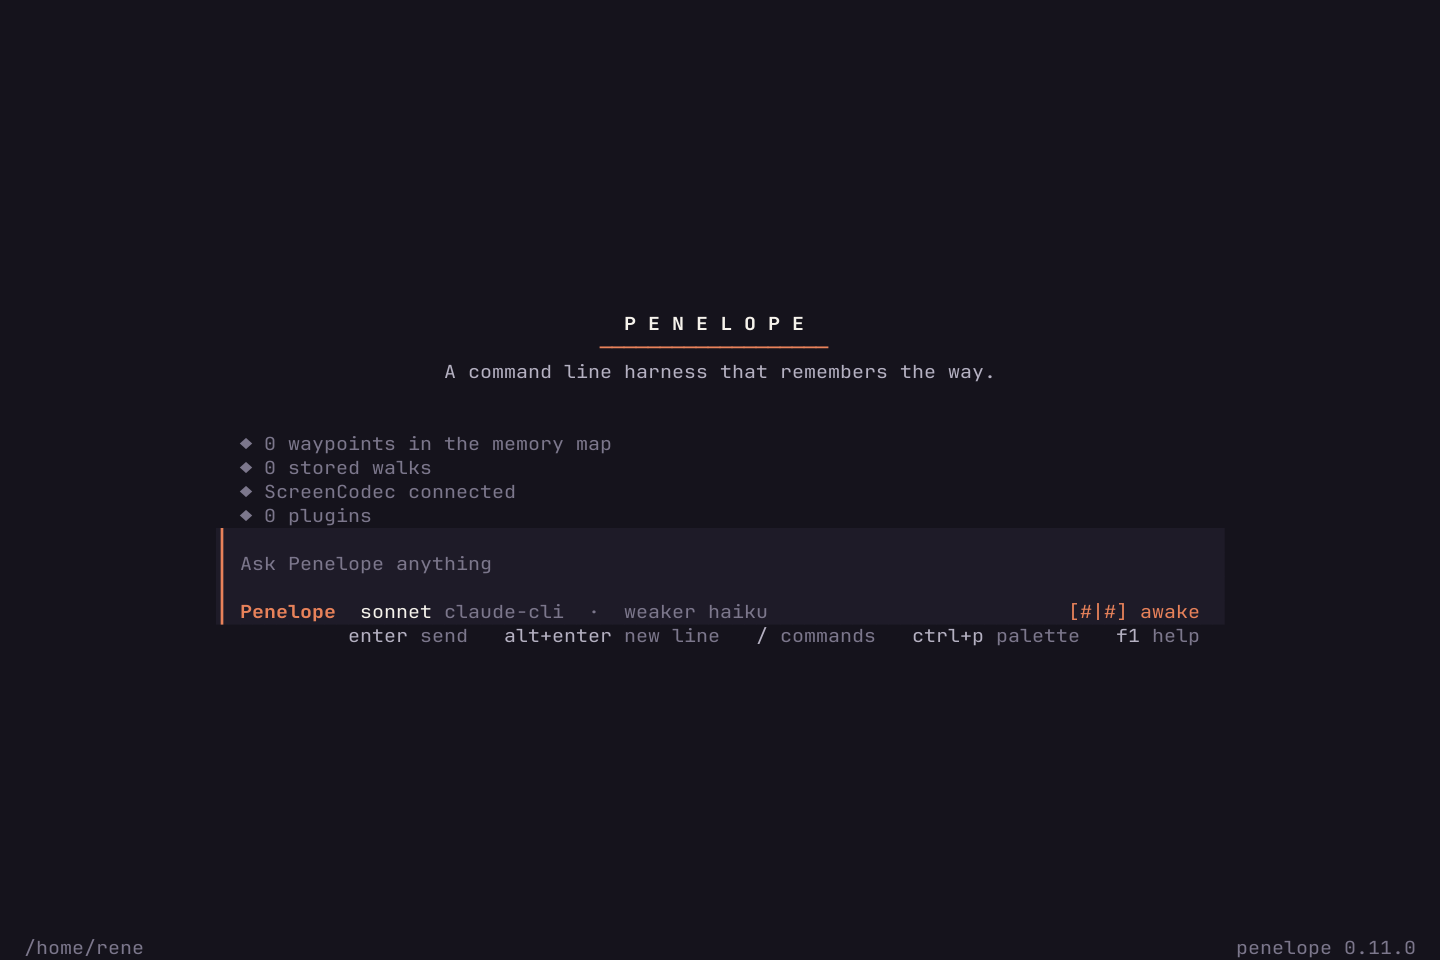 P E N E L O P E
A command line harness that remembers the way.
◆ 0 waypoints in the memory map
◆ 0 stored walks
◆ ScreenCodec connected
◆ 0 plugins
Ask Penelope anything
Penelope  sonnet claude-cli  ·  weaker haiku  [#|#] awake
enter send   alt+enter new line   / commands   ctrl+p palette   f1 help
/home/rene  penelope 0.11.0